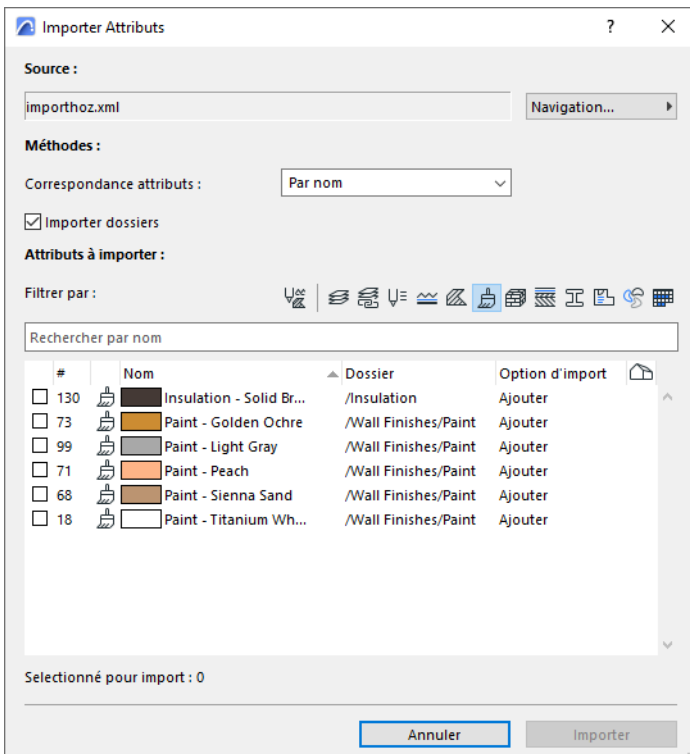 Importer Attributs ?
Source :
importhoz.xml Navigation...
Méthodes :
Correspondance attributs : Par nom
Importer dossiers
Attributs à importer :
Filtrer par :
Rechercher par nom
# Nom Dossier Option d'import
130 Insulation - Solid Br... /Insulation Ajouter
73 Paint - Golden Ochre /Wall Finishes/Paint Ajouter
99 Paint - Light Gray /Wall Finishes/Paint Ajouter
71 Paint - Peach /Wall Finishes/Paint Ajouter
68 Paint - Sienna Sand /Wall Finishes/Paint Ajouter
18 Paint - Titanium Wh... /Wall Finishes/Paint Ajouter
Selectionné pour import : 0
Annuler Importer